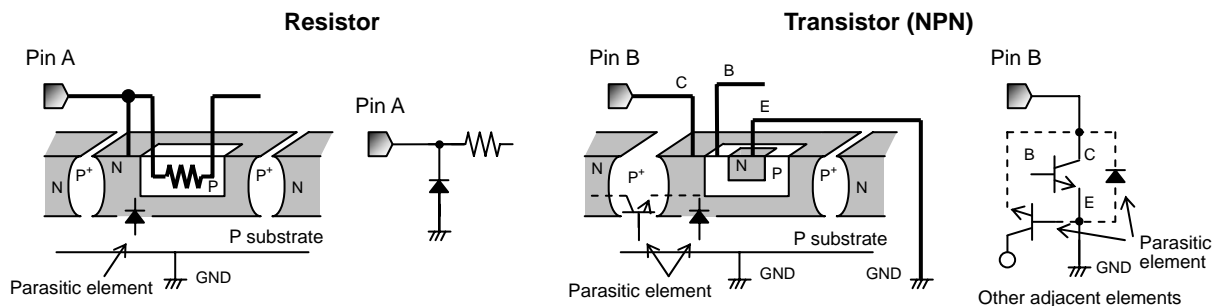 Resistor
Transistor (NPN)
Pin A
Pin A
N
N
P+
P
P+
N
P substrate
Parasitic element
GND
Pin B
C
B
E
N
P+
N
P
P+
N
P substrate
Parasitic element
GND
GND
Pin B
B
C
E
Parasitic
element
GND
Other adjacent elements